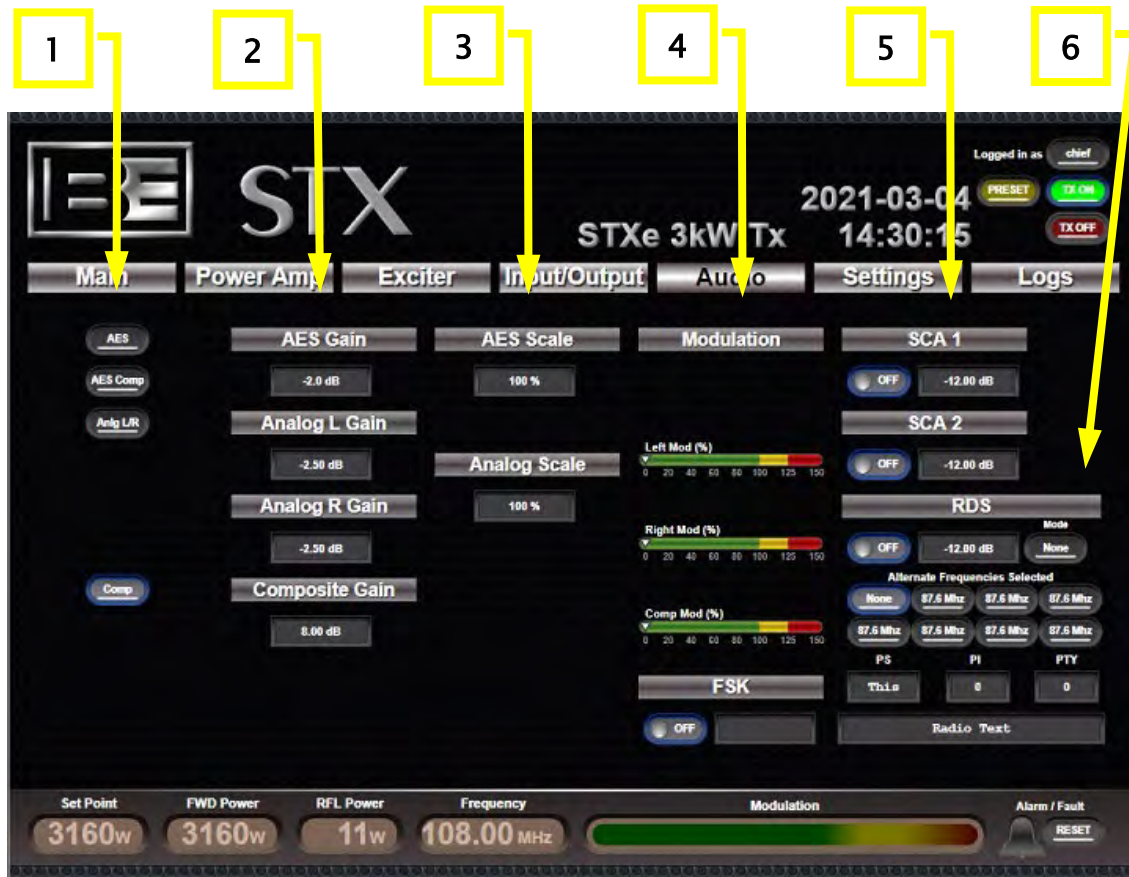 1 2 3 4 5 6
BE STX
Logged in as chief
2021-03-04 PRESET TX ON
STXe 3kW Tx 14:30:15 TX OFF
Main Power Amp Exciter Input/Output Audio Settings Logs
AES
AES Comp
Anlg L/R
Comp
AES Gain
-2.0 dB
Analog L Gain
-2.50 dB
Analog R Gain
-2.50 dB
Composite Gain
8.00 dB
AES Scale
100 %
Analog Scale
100 %
Modulation
Left Mod (%)
0 20 40 60 80 100 125 150
Right Mod (%)
0 20 40 60 80 100 125 150
Comp Mod (%)
0 20 40 60 80 100 125 150
FSK
OFF
SCA 1
OFF -12.00 dB
SCA 2
OFF -12.00 dB
RDS
Mode
OFF -12.00 dB None
Alternate Frequencies Selected
None 87.6 Mhz 87.6 Mhz 87.6 Mhz
87.6 Mhz 87.6 Mhz 87.6 Mhz 87.6 Mhz
PS PI PTY
This 0 0
Radio Text
Set Point FWD Power RFL Power Frequency Modulation Alarm / Fault
3160W 3160W 11W 108.00 MHz RESET